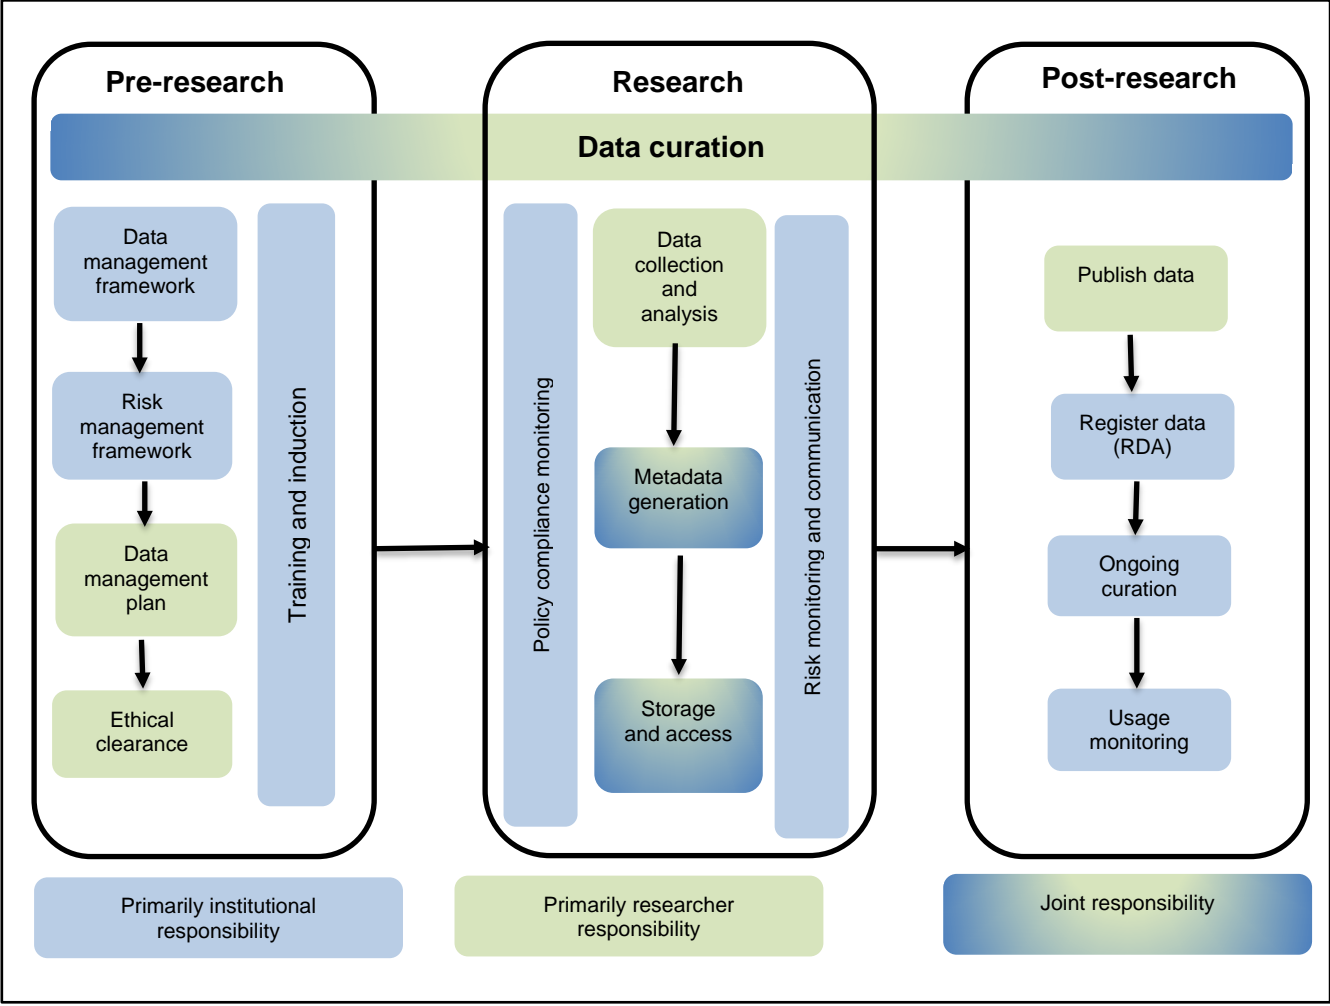 Pre-research
Research
Post-research
Data curation
Data
management
framework
Risk
management
framework
Data
management
plan
Ethical
clearance
Training and induction
Policy compliance monitoring
Data
collection
and
analysis
Metadata
generation
Storage
and access
Risk monitoring and communication
Publish data
Register data
(RDA)
Ongoing
curation
Usage
monitoring
Primarily institutional
responsibility
Primarily researcher
responsibility
Joint responsibility